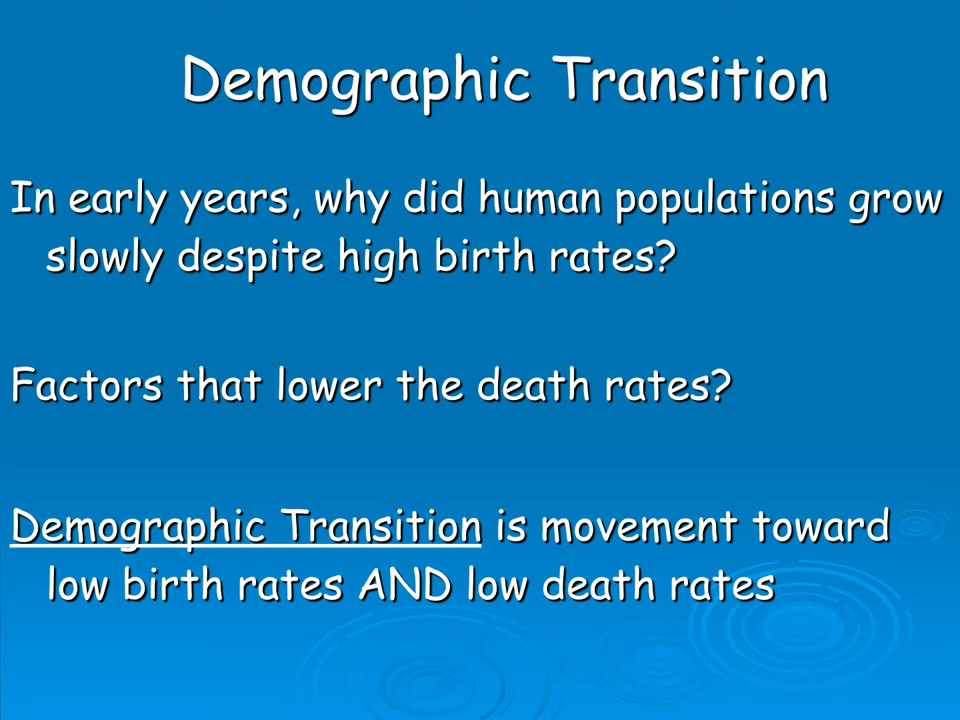 Demographic Transition
In early years, why did human populations grow
slowly despite high birth rates?
Factors that lower the death rates?
Demographic Transition is movement toward
low birth rates AND low death rates